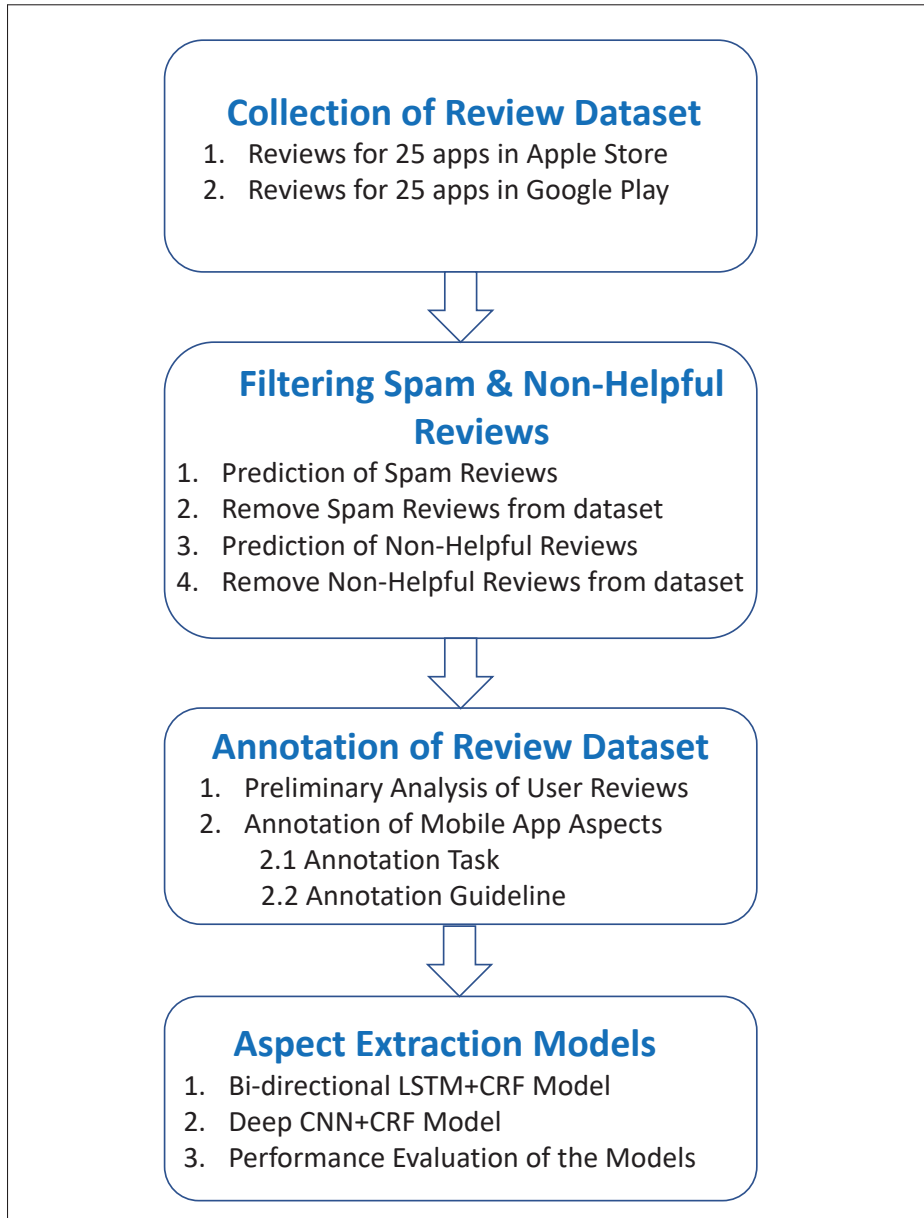 Collection of Review Dataset
1. Reviews for 25 apps in Apple Store
2. Reviews for 25 apps in Google Play
Filtering Spam & Non-Helpful
Reviews
1. Prediction of Spam Reviews
2. Remove Spam Reviews from dataset
3. Prediction of Non-Helpful Reviews
4. Remove Non-Helpful Reviews from dataset
Annotation of Review Dataset
1. Preliminary Analysis of User Reviews
2. Annotation of Mobile App Aspects
2.1 Annotation Task
2.2 Annotation Guideline
Aspect Extraction Models
1. Bi-directional LSTM+CRF Model
2. Deep CNN+CRF Model
3. Performance Evaluation of the Models